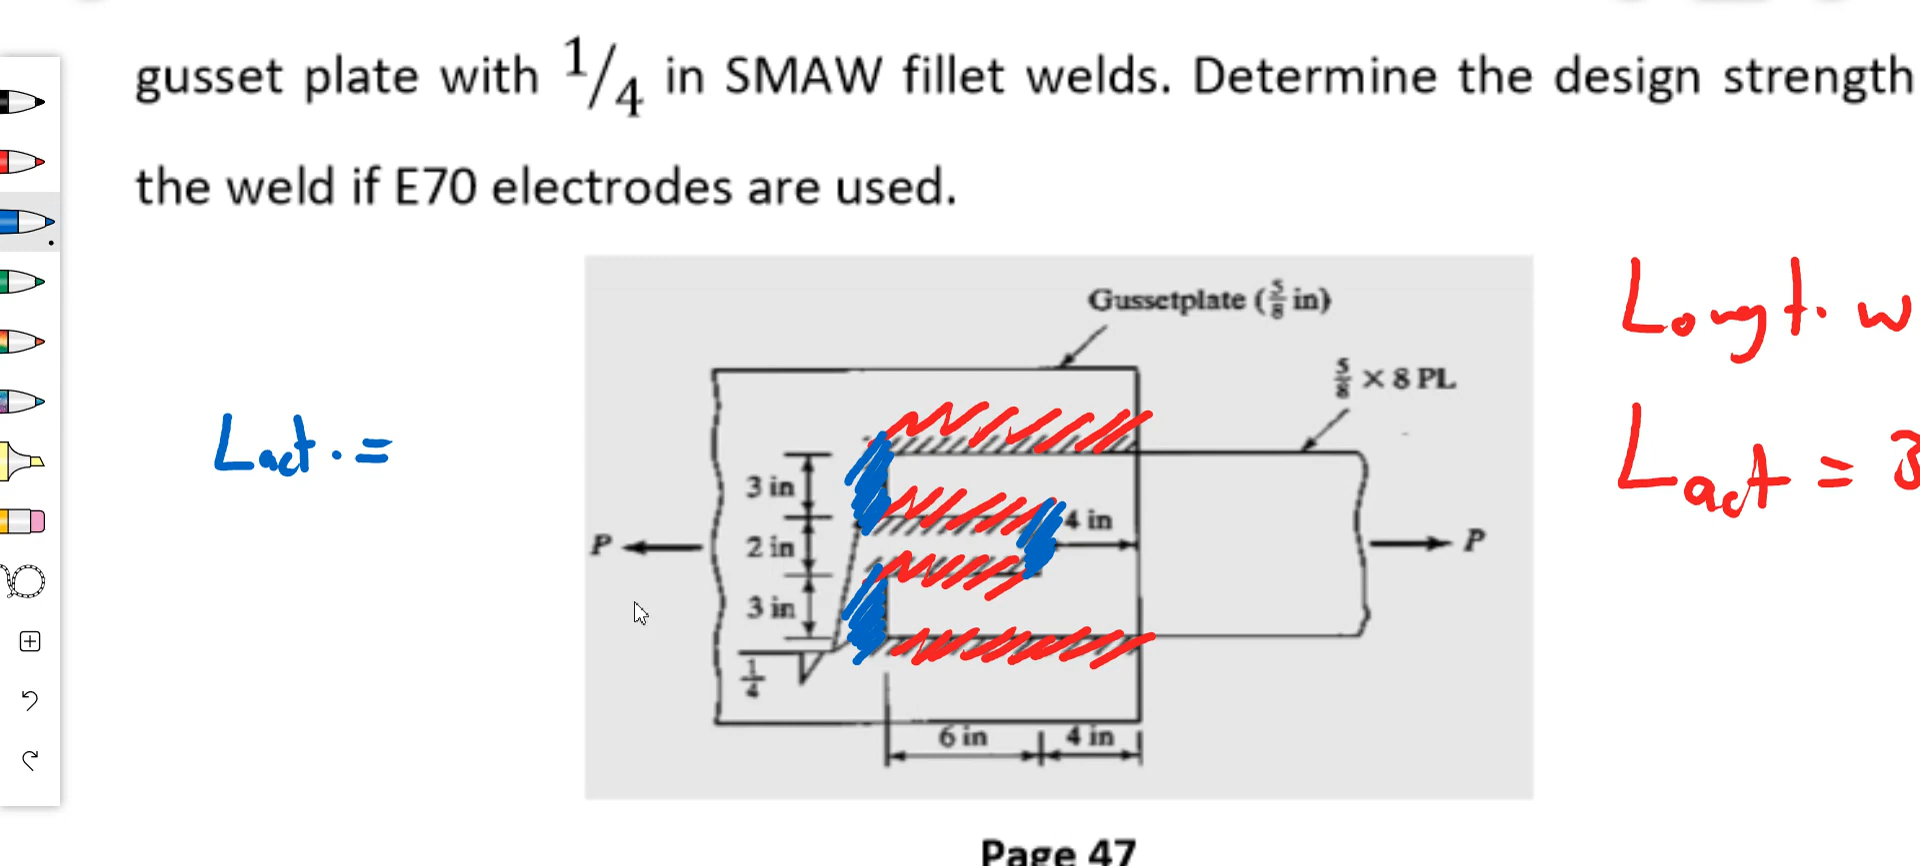 gusset plate with 1/4 in SMAW fillet welds. Determine the design strength
the weld if E70 electrodes are used.
Gussetplate (5/8 in)
Longt. w
5/8 × 8 PL
Lact. =
Lact = 3
3 in
4 in
P
2 in
P
3 in
1/4
6 in
4 in
Page 47